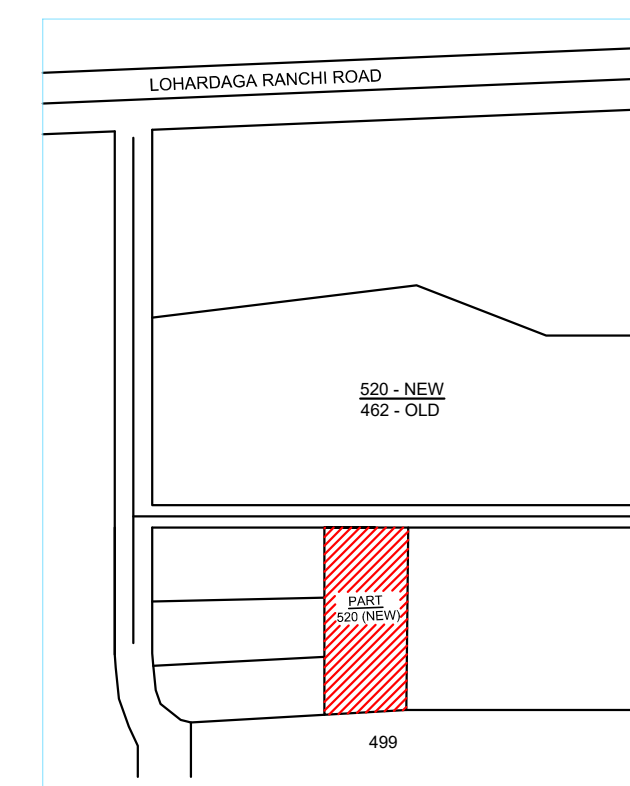 LOHARDAGA RANCHI ROAD
520 - NEW
462 - OLD
PART
520 (NEW)
499